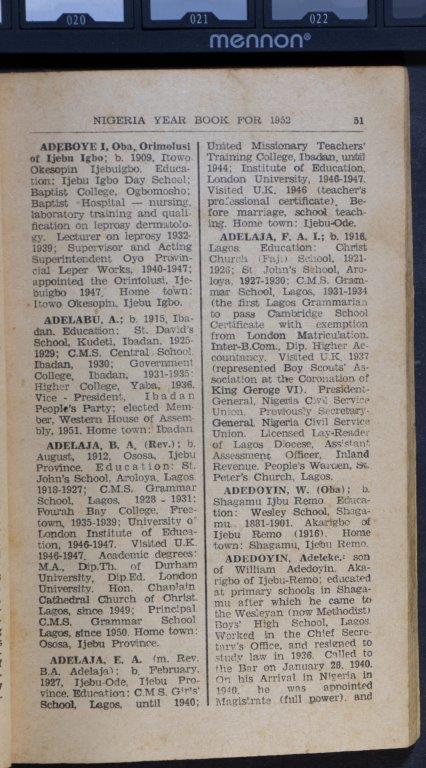 020 021 022
mennon®
NIGERIA YEAR BOOK FOR 1952 51
ADEBOYE I, Oba, Orimolusi
of Ijebu Igbo; b. 1909, Itowo
Okesopin Ijebuigbo. Educa-
tion: Ijebu Igbo Day School;
Baptist College, Ogbomosho;
Baptist Hospital — nursing,
laboratory training and quali-
fication on leprosy dermatolo-
gy. Lecturer on leprosy 1932-
1939; Supervisor and Acting
Superintendent Oyo Provin-
cial Leper Works, 1940-1947;
appointed the Orimolusi, Ije-
buigbo 1947. Home town:
Itowo Okesopin, Ijebu Igbo.
ADELABU, A.; b. 1915, Iba-
dan. Education: St. David's
School, Kudeti, Ibadan, 1925-
1929; C.M.S. Central School.
Ibadan, 1930; Government
College, Ibadan, 1931-1935:
Higher College, Yaba, 1936.
Vice - President, Ibadan
People's Party; elected Mem-
ber, Western House of Assem-
bly, 1951. Home town: Ibadan
ADELAJA, B. A. (Rev.); b.
August, 1912, Ososa, Ijebu
Province. Education: St.
John's School, Aroloya, Lagos
1918-1927; C.M.S. Grammar
School, Lagos, 1928 - 1931;
Fourah Bay College, Free-
town, 1935-1939; University o'
London Institute of Educa-
tion, 1946-1947. Visited U.K.
1946-1947. Academic degrees:
M.A., Dip.Th. of Durham
University, Dip.Ed. London
University. Hon. Chaplain
Cathedral Church of Christ.
Lagos, since 1949; Principal
C.M.S. Grammar School
Lagos, since 1950. Home town:
Ososa, Ijebu Province.
ADELAJA, E. A. (m. Rev.
B.A. Adelaja); b. February.
1927, Ijebu-Ode, Ijebu Pro-
vince. Education: C.M.S. Girls'
School, Lagos, until 1940;
United Missionary Teachers'
Training College, Ibadan, until
1944; Institute of Education,
London University, 1946-1947.
Visited U.K. 1946 (teacher's
professional certificate). Be-
fore marriage, school teach-
ing. Home town: Ijebu-Ode.
ADELAJA, F. A. I.; b. 1916,
Lagos. Education: Christ
Church (Faji) School, 1921-
1926; St. John's School, Aro-
loya, 1927-1930; C.M.S. Gram-
mar School, Lagos, 1931-1934
(the first Lagos Grammarian
to pass Cambridge School
Certificate with exemption
from London Matriculation.
Inter-B.Com., Dip. Higher Ac-
countancy. Visited U.K. 1937
(represented Boy Scouts' As-
sociation at the Coronation of
King Geroge VI). President-
General, Nigeria Civil Service
Union. Previously Secretary-
General, Nigeria Civil Service
Union. Licensed Lay-Reader
of Lagos Diocese, Assistant
Assessment Officer, Inland
Revenue. People's Warden, St.
Peter's Church, Lagos.
ADEDOYIN, W. (Oba); b.
Shagamu Ijbu Remo. Educa-
tion: Wesley School, Shaga-
mu 1881-1901. Akarigbo of
Ijebu Remo (1916). Home
town: Shagamu, Ijebu Remo.
ADEDOYIN, Adeleke.: son
of William Adedoyin. Aka-
rigbo of Ijebu-Remo; educated
at primary schools in Shaga-
mu after which he came to
the Wesleyan (now Methodist)
Boys' High School, Lagos.
Worked in the Chief Secre-
tary's Office, and resigned to
study law in 1936. Called to
the Bar on January 26, 1940.
On his Arrival in Nigeria in
1940, he was appointed
Magistrate (full power), and